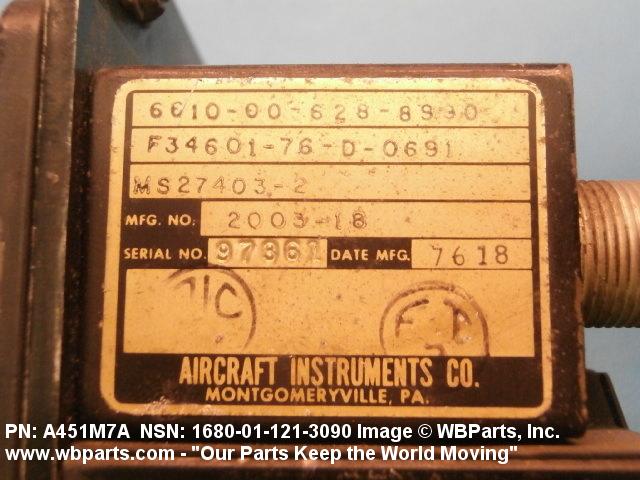 6610-00-628-8990
F34601-76-D-0691
MS27403-2
MFG. NO: 2003-18
SERIAL NO. 97361 DATE MFG. 7618
AIRCRAFT INSTRUMENTS CO.
MONTGOMERYVILLE, PA.
PN: A451M7A NSN: 1680-01-121-3090 Image © WBParts, Inc.
www.wbparts.com - "Our Parts Keep the World Moving"